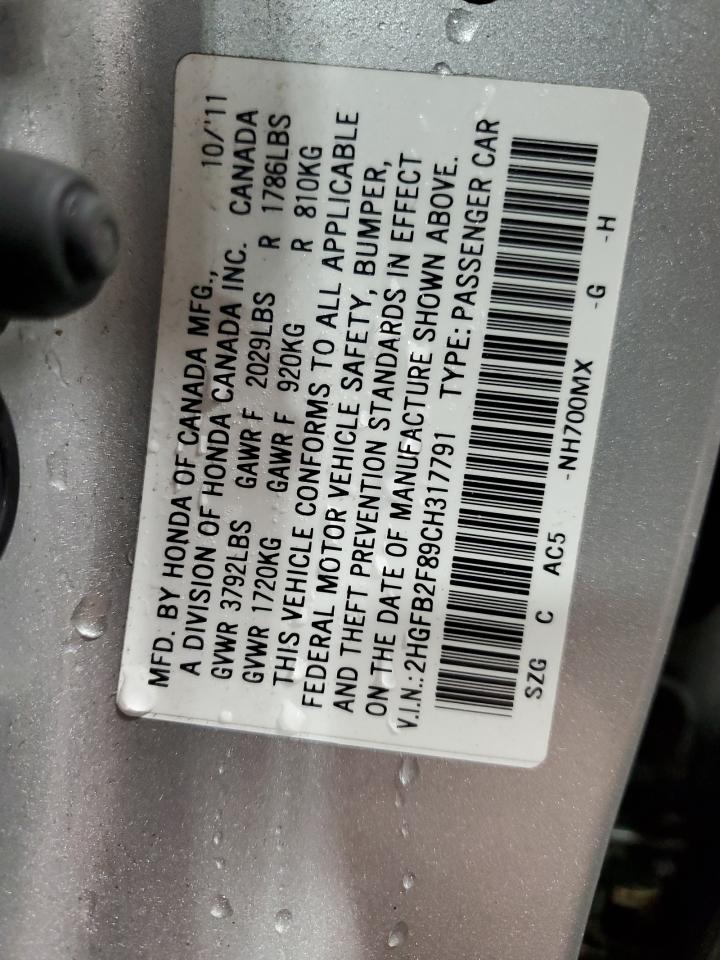 MFD. BY HONDA OF CANADA MFG., 10/'11
A DIVISION OF HONDA CANADA INC. CANADA
GVWR 3792LBS GAWR F 2029LBS R 1786LBS
GVWR 1720KG GAWR F 920KG R 810KG
THIS VEHICLE CONFORMS TO ALL APPLICABLE
FEDERAL MOTOR VEHICLE SAFETY, BUMPER,
AND THEFT PREVENTION STANDARDS IN EFFECT
ON THE DATE OF MANUFACTURE SHOWN ABOVE.
V.I.N.:2HGFB2F89CH317791 TYPE: PASSENGER CAR
SZG C AC5 -NH700MX -G -H